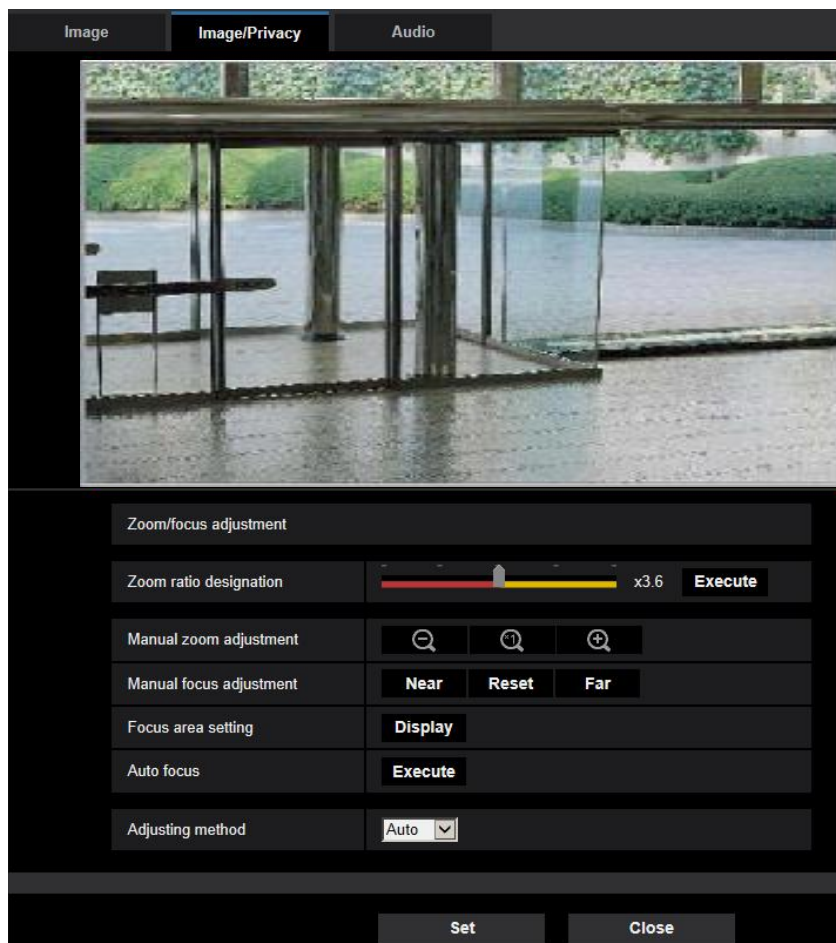 Image Image/Privacy Audio
Zoom/focus adjustment
Zoom ratio designation x3.6 Execute
Manual zoom adjustment ×1
Manual focus adjustment Near Reset Far
Focus area setting Display
Auto focus Execute
Adjusting method Auto
Set Close